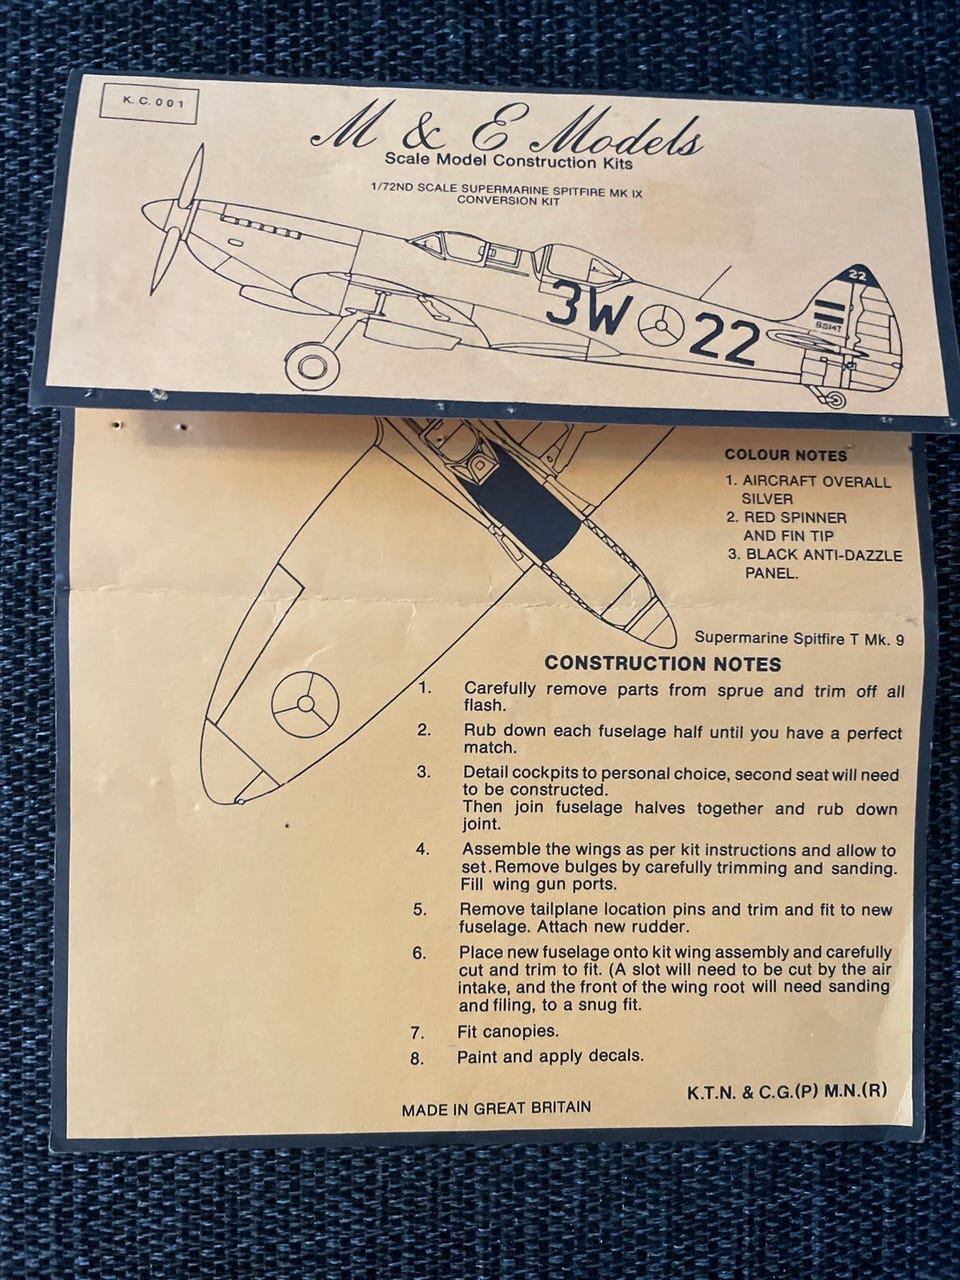 K. C. 001
M & E Models
Scale Model Construction Kits
1/72ND SCALE SUPERMARINE SPITFIRE MK IX
CONVERSION KIT
22
3W 22
BS147
COLOUR NOTES
1. AIRCRAFT OVERALL
SILVER
2. RED SPINNER
AND FIN TIP
3. BLACK ANTI-DAZZLE
PANEL.
Supermarine Spitfire T Mk. 9
CONSTRUCTION NOTES
1. Carefully remove parts from sprue and trim off all
flash.
2. Rub down each fuselage half until you have a perfect
match.
3. Detail cockpits to personal choice, second seat will need
to be constructed.
Then join fuselage halves together and rub down
joint.
4. Assemble the wings as per kit instructions and allow to
set. Remove bulges by carefully trimming and sanding.
Fill wing gun ports.
5. Remove tailplane location pins and trim and fit to new
fuselage. Attach new rudder.
6. Place new fuselage onto kit wing assembly and carefully
cut and trim to fit. (A slot will need to be cut by the air
intake, and the front of the wing root will need sanding
and filing, to a snug fit.
7. Fit canopies.
8. Paint and apply decals.
K.T.N. & C.G.(P) M.N.(R)
MADE IN GREAT BRITAIN